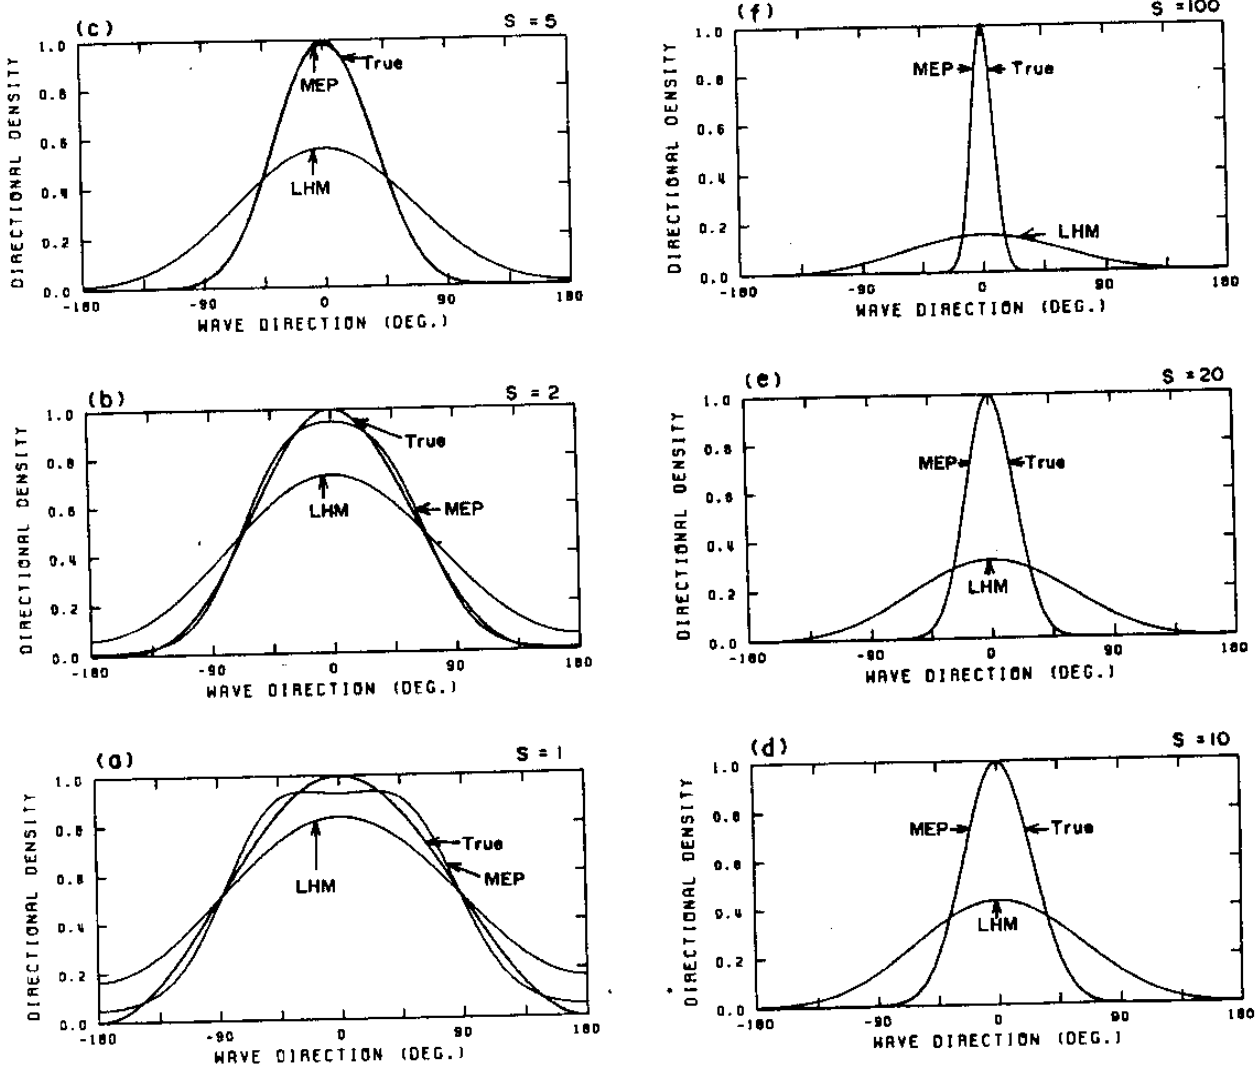 (c) S = 5
DIRECTIONAL DENSITY
1.0
0.8
0.6
0.4
0.2
0.0
True
MEP
LHM
-180 -90 0 90 180
WAVE DIRECTION (DEG.)
(f) S = 100
DIRECTIONAL DENSITY
1.0
0.8
0.6
0.4
0.2
0.0
MEP True
LHM
-180 -90 0 90 180
WAVE DIRECTION (DEG.)
(b) S = 2
DIRECTIONAL DENSITY
1.0
0.8
0.6
0.4
0.2
0.0
True
LHM
MEP
-180 -90 0 90 180
WAVE DIRECTION (DEG.)
(e) S = 20
DIRECTIONAL DENSITY
1.0
0.8
0.6
0.4
0.2
0.0
MEP True
LHM
-180 -90 0 90 180
WAVE DIRECTION (DEG.)
(a) S = 1
DIRECTIONAL DENSITY
1.0
0.8
0.6
0.4
0.2
0.0
True
MEP
LHM
-180 -90 0 90 180
WAVE DIRECTION (DEG.)
(d) S = 10
DIRECTIONAL DENSITY
1.0
0.8
0.6
0.4
0.2
0.0
MEP True
LHM
-180 -90 0 90 180
WAVE DIRECTION (DEG.)